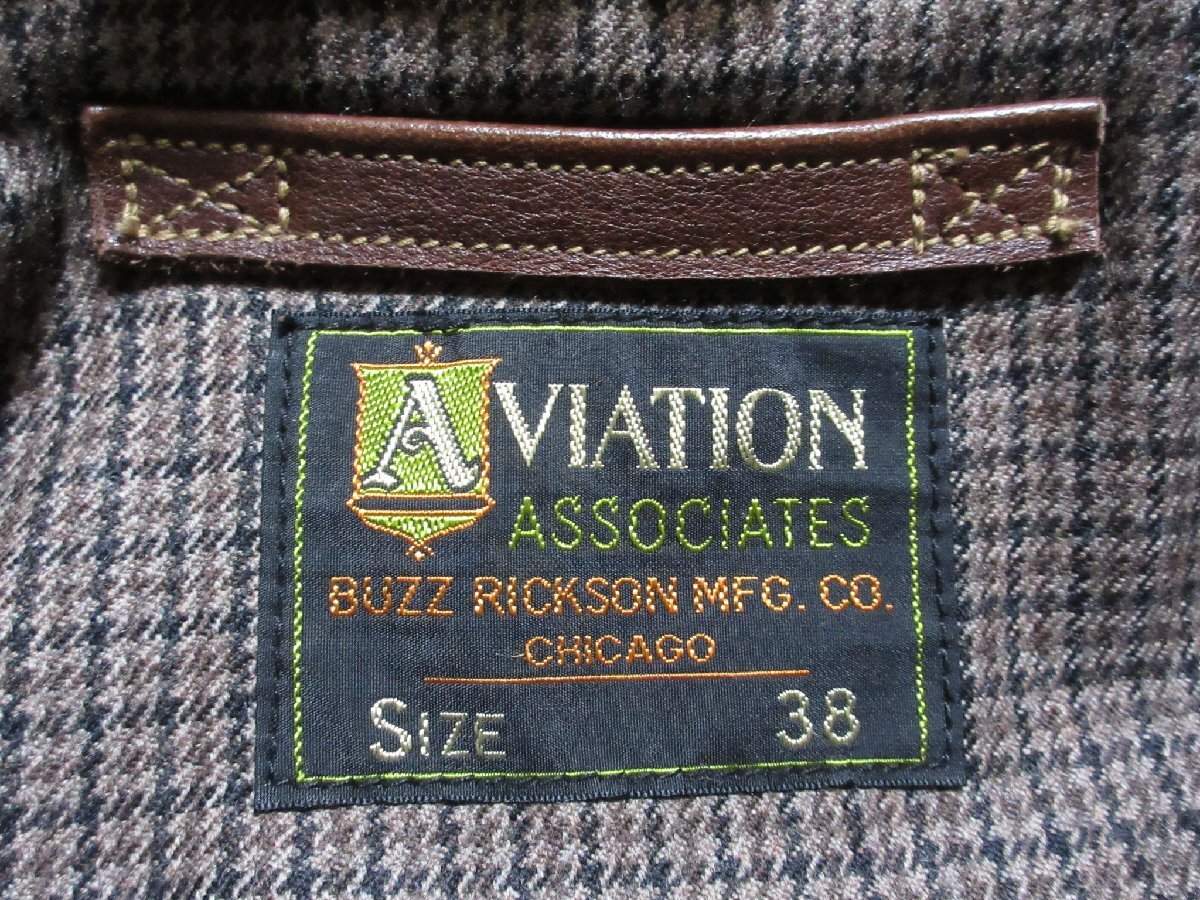 AVIATION
ASSOCIATES
BUZZ RICKSON MFG. CO.
CHICAGO
SIZE 38